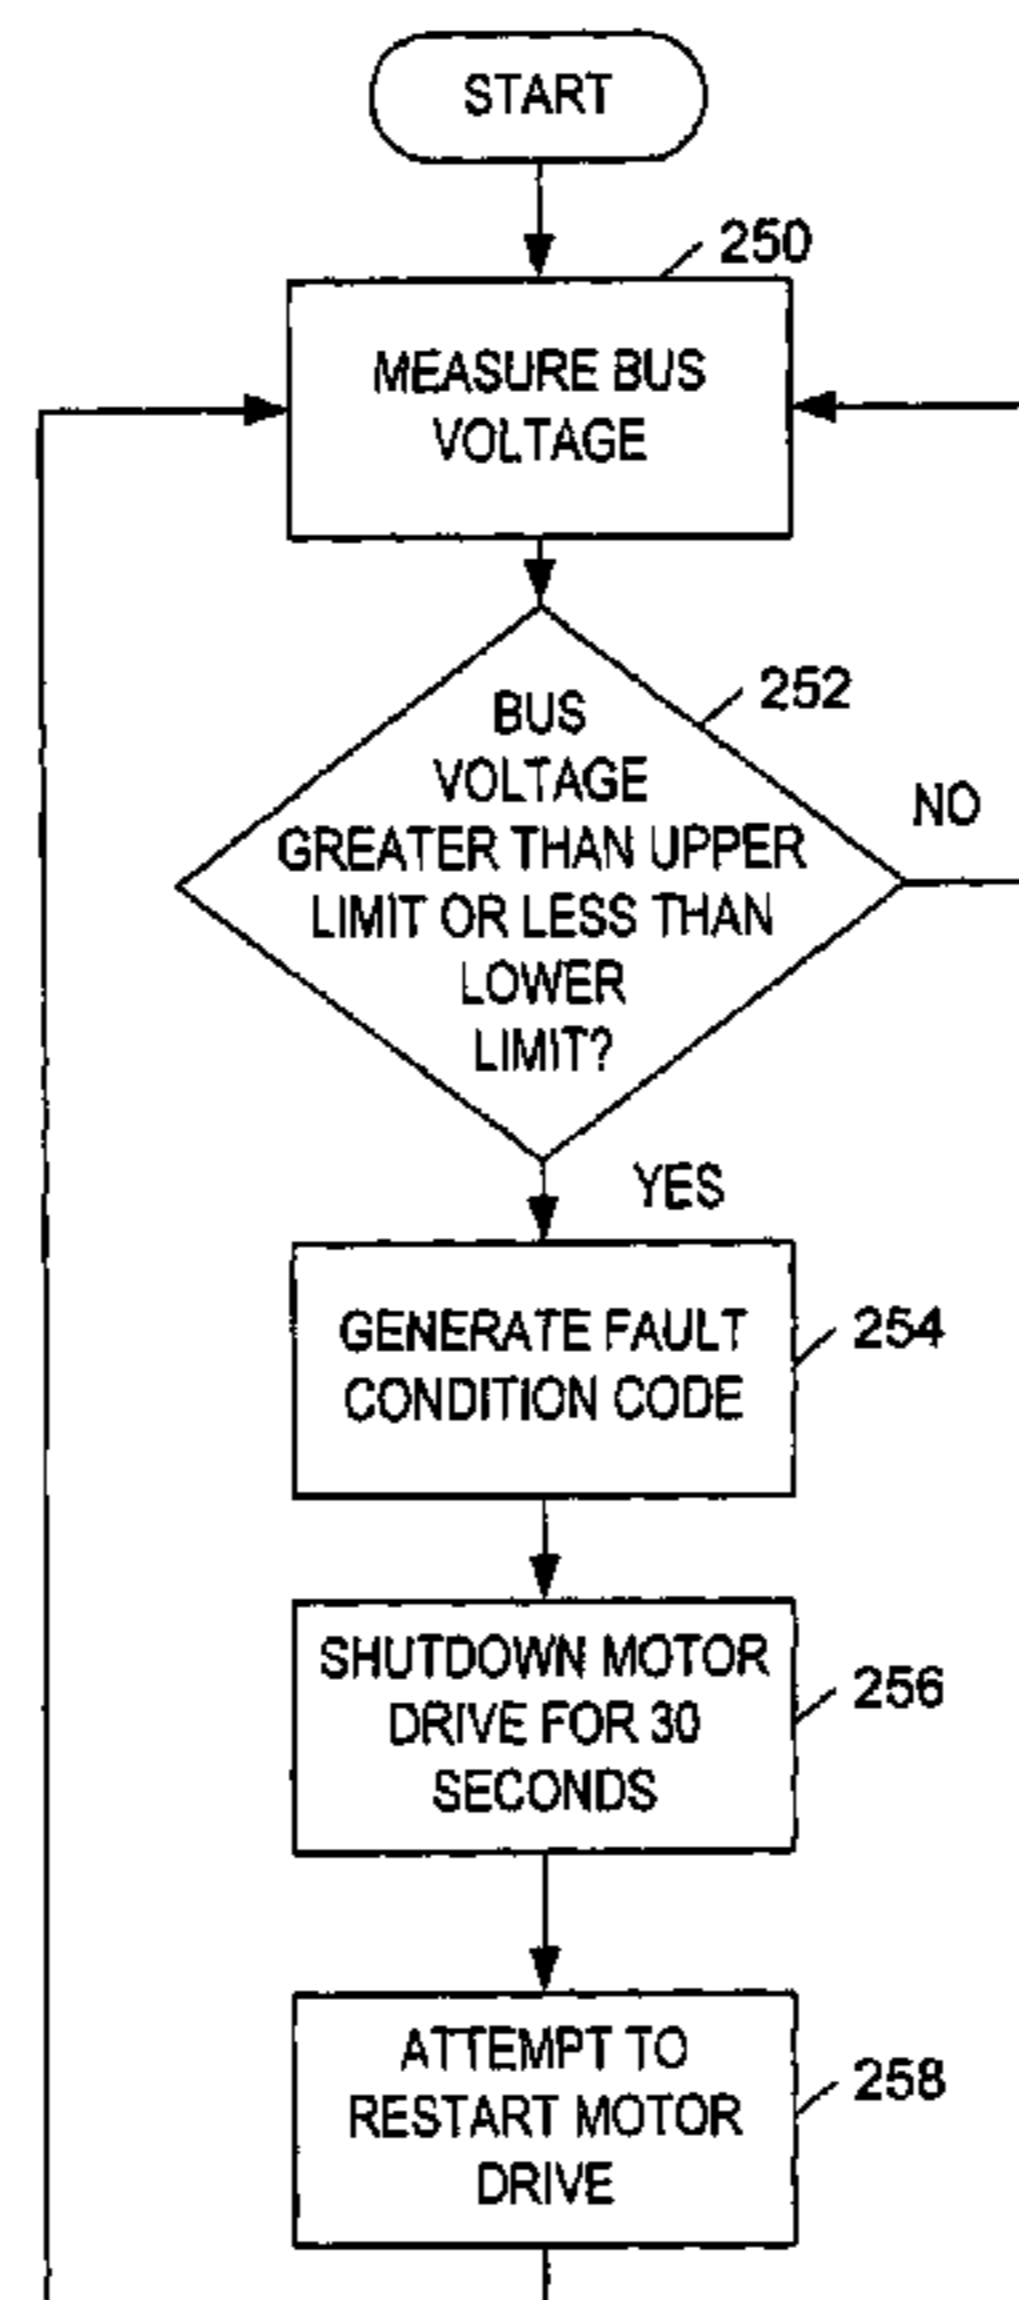 START
250
MEASURE BUS
VOLTAGE
252
BUS
VOLTAGE
GREATER THAN UPPER
LIMIT OR LESS THAN
LOWER
LIMIT?
NO
YES
GENERATE FAULT
CONDITION CODE
254
SHUTDOWN MOTOR
DRIVE FOR 30
SECONDS
256
ATTEMPT TO
RESTART MOTOR
DRIVE
258